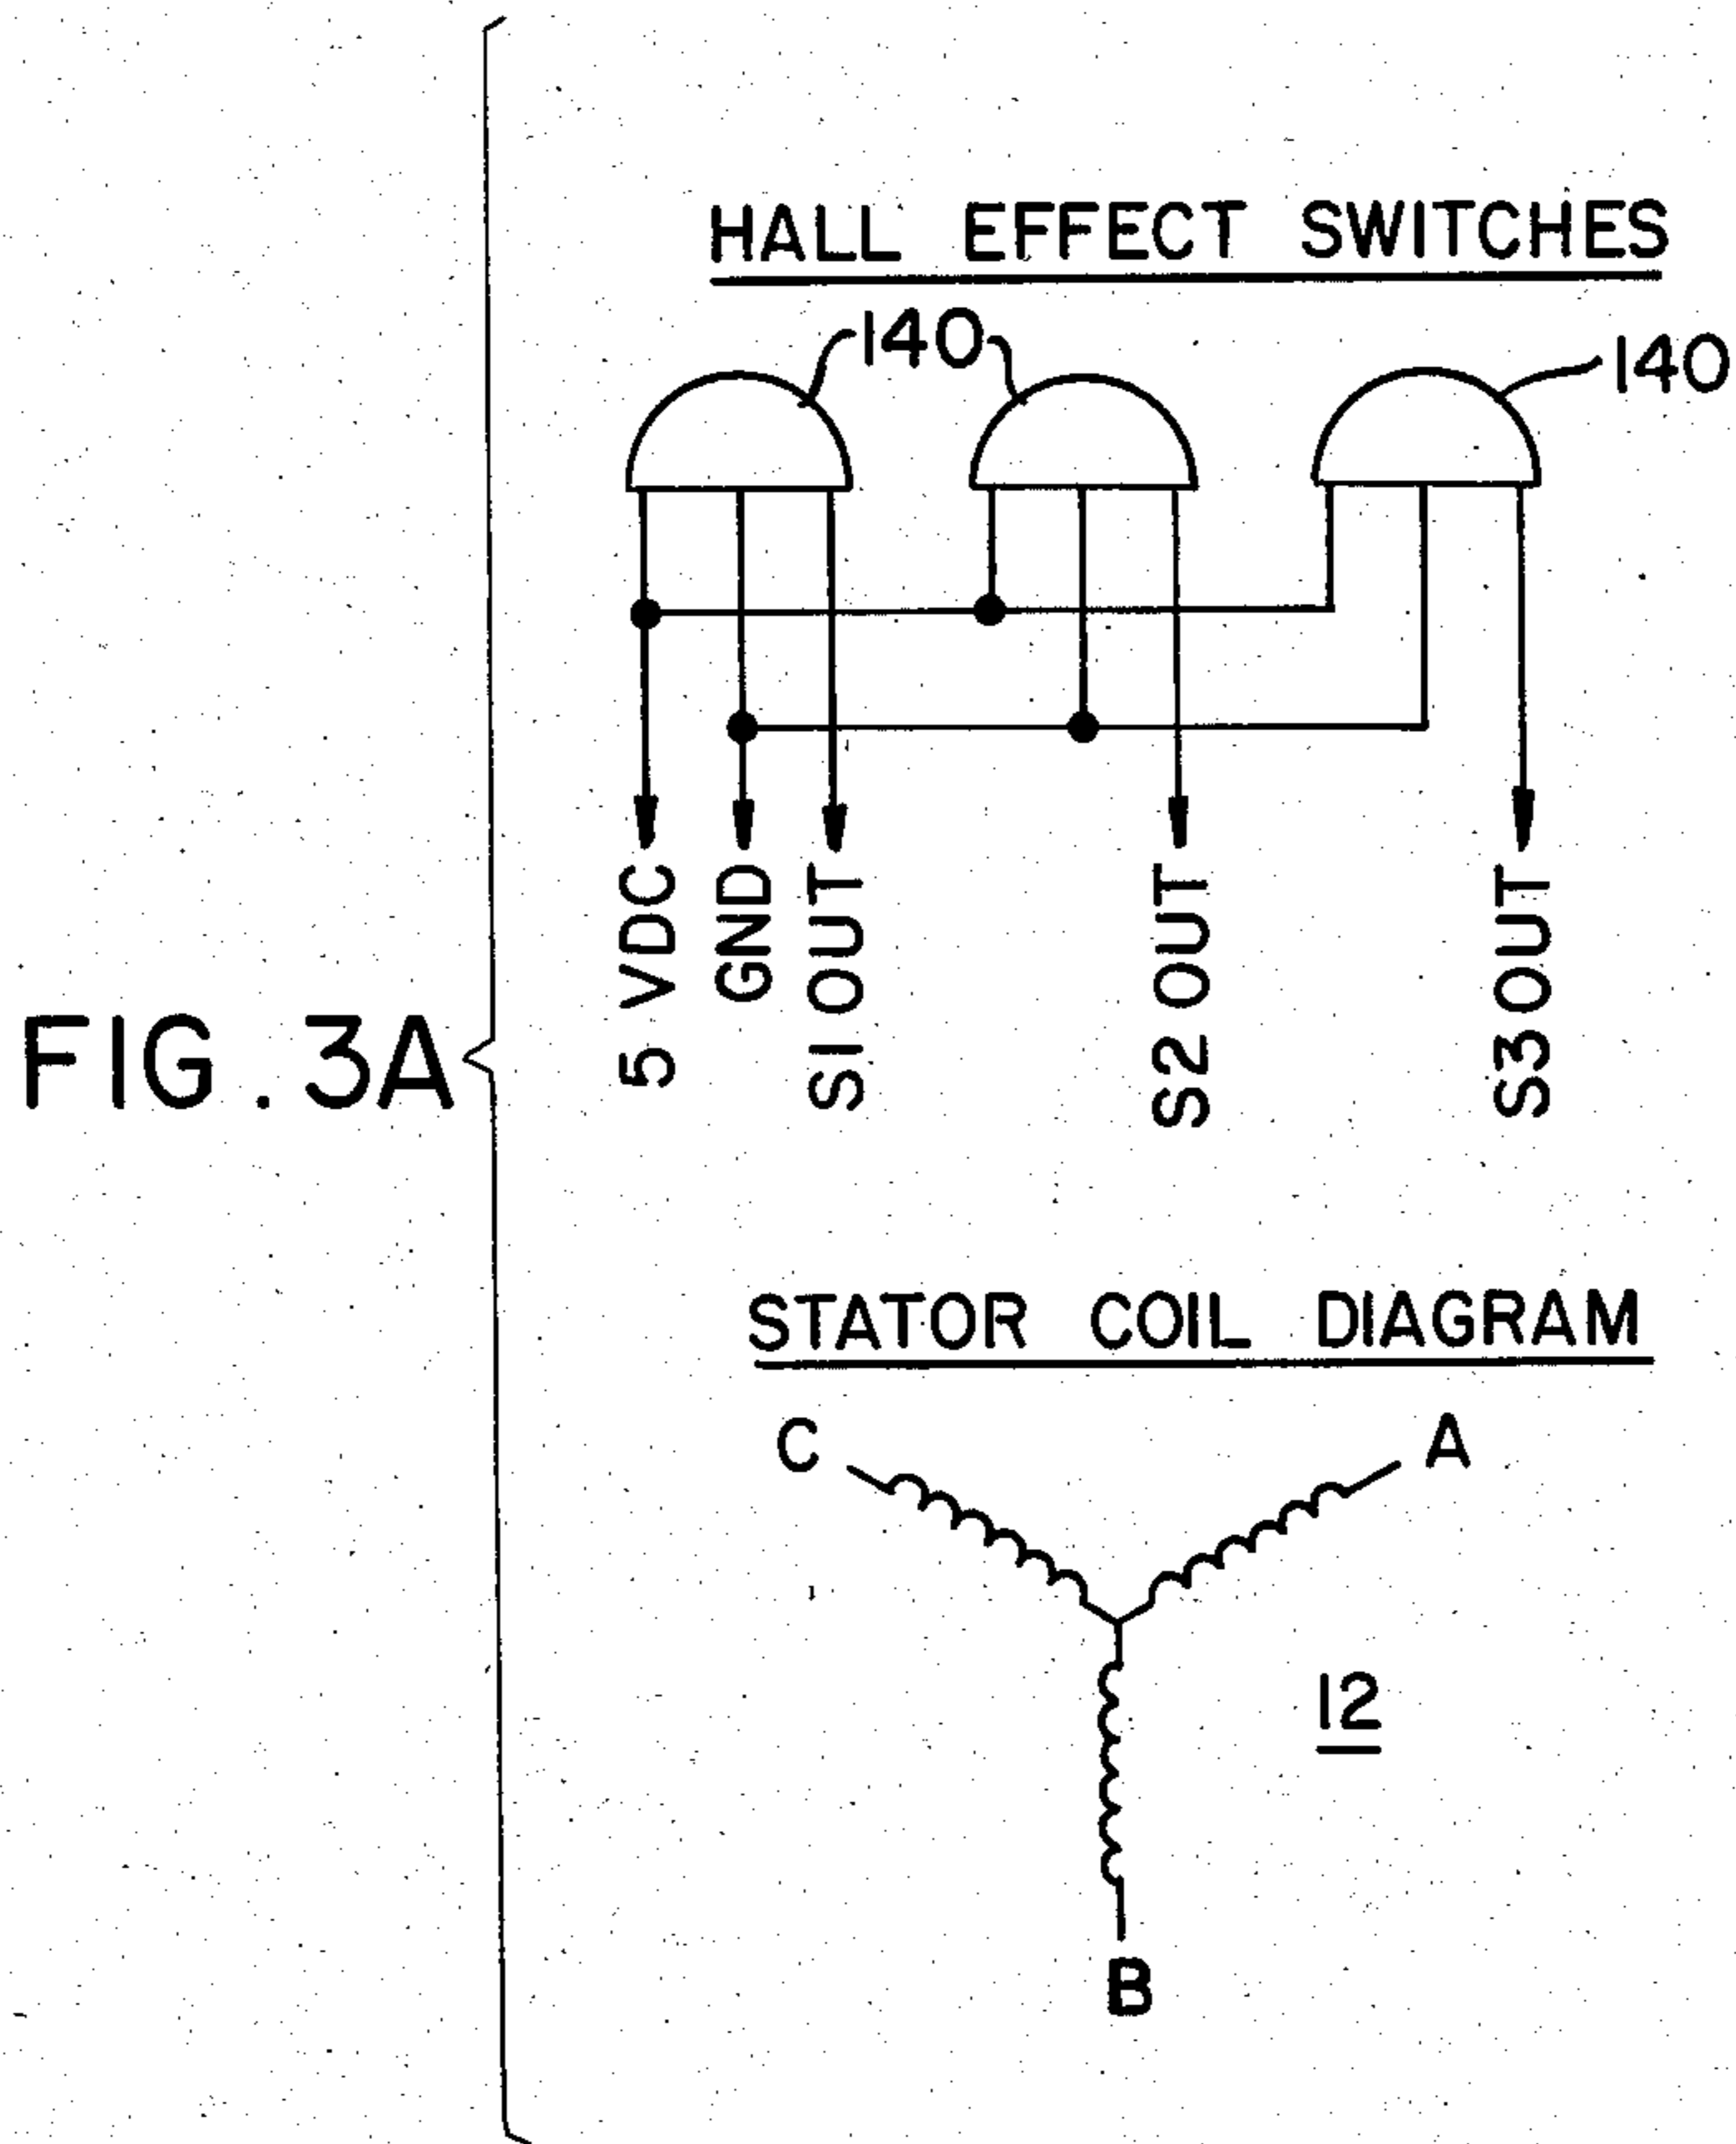 HALL EFFECT SWITCHES
140
140
5 VDC
GND
S1 OUT
S2 OUT
S3 OUT
FIG. 3A
STATOR COIL DIAGRAM
C
A
12
B